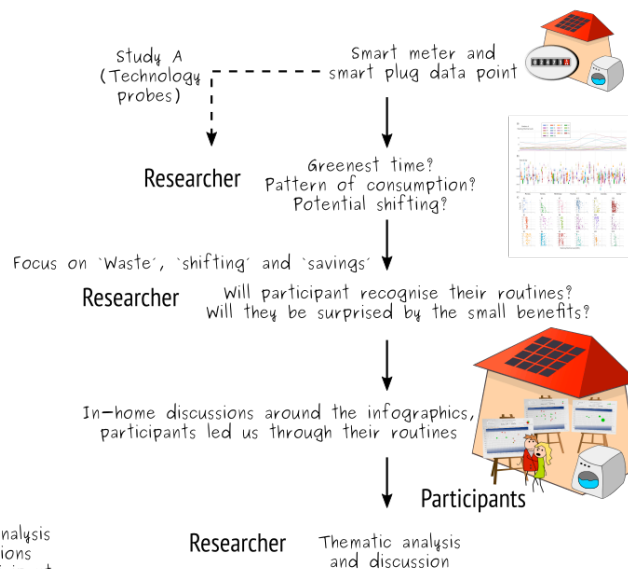 Study A
(Technology
probes)
Smart meter and
smart plug data point
Researcher
Greenest time?
Pattern of consumption?
Potential shifting?
Focus on `Waste´, `shifting´ and `savings´
Researcher
Will participant recognise their routines?
Will they be surprised by the small benefits?
In-home discussions around the infographics,
participants led us through their routines
Participants
Researcher
Thematic analysis
and discussion
nalysis
ions